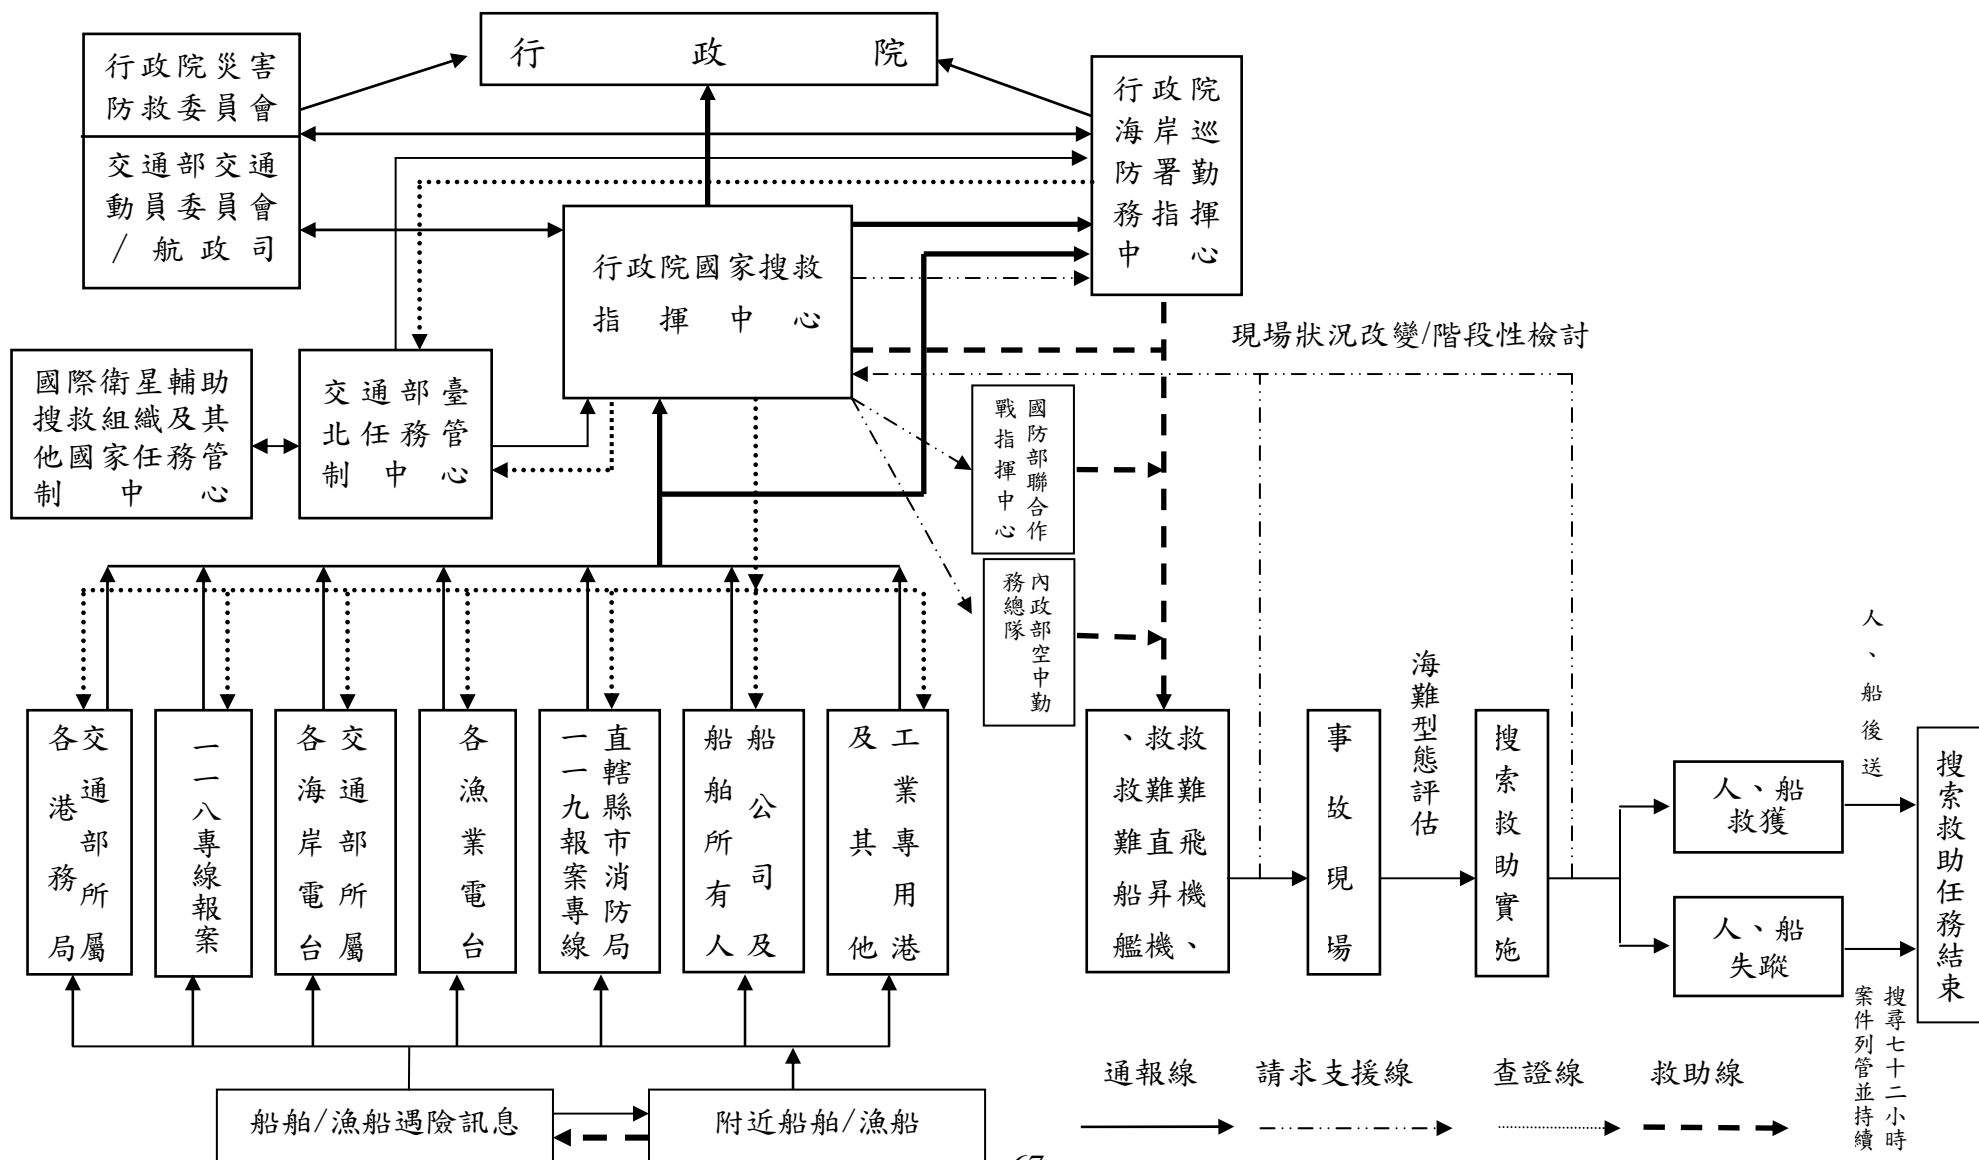 行政院
行政院災害
防救委員會
交通部交通
動員委員會
/航政司
行政院
海岸巡
防署勤
務指揮
中心
行政院國家搜救
指揮中心
現場狀況改變/階段性檢討
國際衛星輔助
搜救組織及其
他國家任務管
制中心
交通部臺
北任務管
制中心
國防部聯合作
戰指揮中心
內政部空中勤
務總隊
交通部所屬
各港務局
一一八專線報案
交通部所屬
各海岸電台
各漁業電台
直轄縣市消防局
一一九報案專線
船公司及
船舶所有人
工業專用港
及其他
救難飛機、
救難直昇機
、救難船艦
事故現場
海難型態評估
搜索救助實施
人、船
救獲
人、船
失蹤
人、船後送
搜尋七十二小時
案件列管並持續
搜索救助任務結束
船舶/漁船遇險訊息
附近船舶/漁船
通報線
請求支援線
查證線
救助線